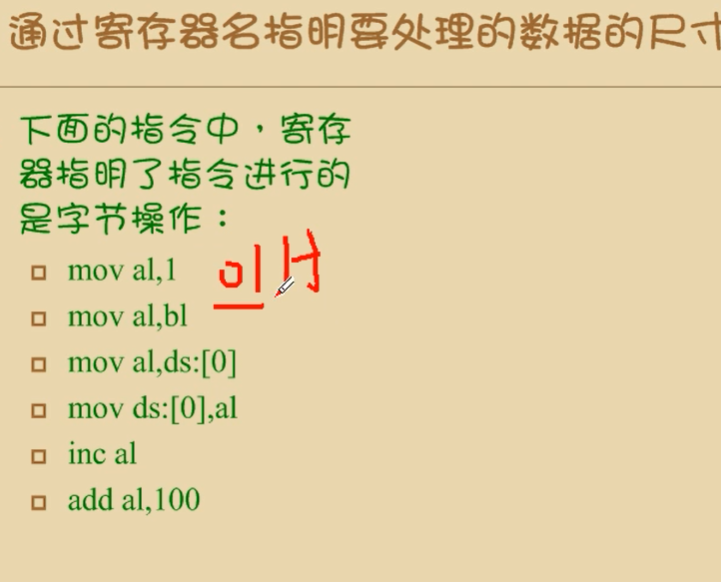 通过寄存器名指明要处理的数据的尺寸
下面的指令中，寄存
器指明了指令进行的
是字节操作：
mov al,1 01H
mov al,bl
mov al,ds:[0]
mov ds:[0],al
inc al
add al,100